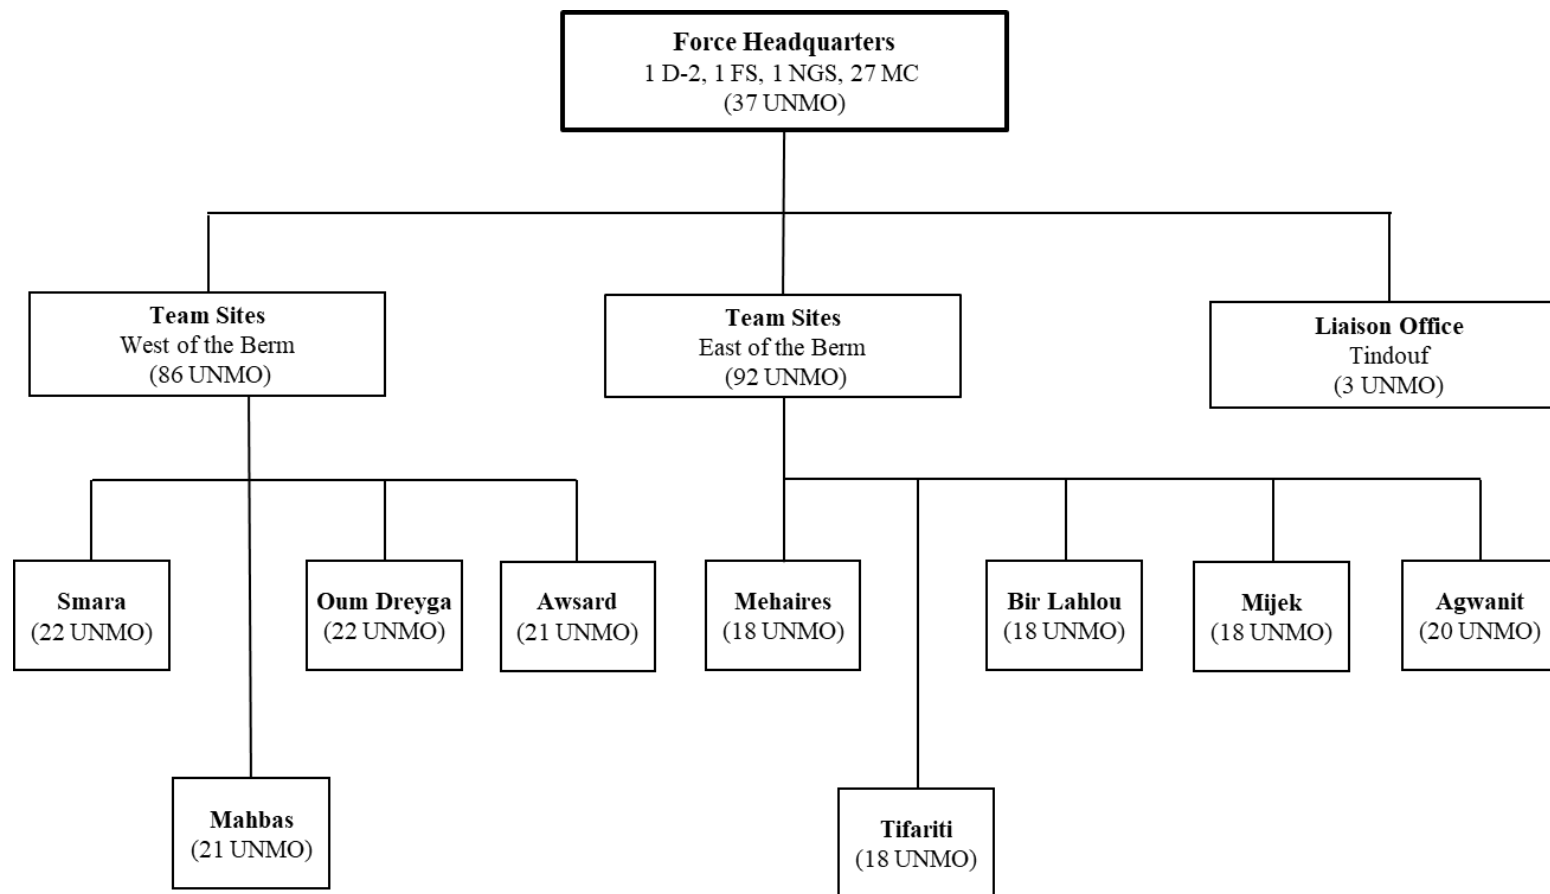 Force Headquarters
1 D-2, 1 FS, 1 NGS, 27 MC
(37 UNMO)
Team Sites
West of the Berm
(86 UNMO)
Team Sites
East of the Berm
(92 UNMO)
Liaison Office
Tindouf
(3 UNMO)
Smara
(22 UNMO)
Oum Dreyga
(22 UNMO)
Awsard
(21 UNMO)
Mehaires
(18 UNMO)
Bir Lahlou
(18 UNMO)
Mijek
(18 UNMO)
Agwanit
(20 UNMO)
Mahbas
(21 UNMO)
Tifariti
(18 UNMO)